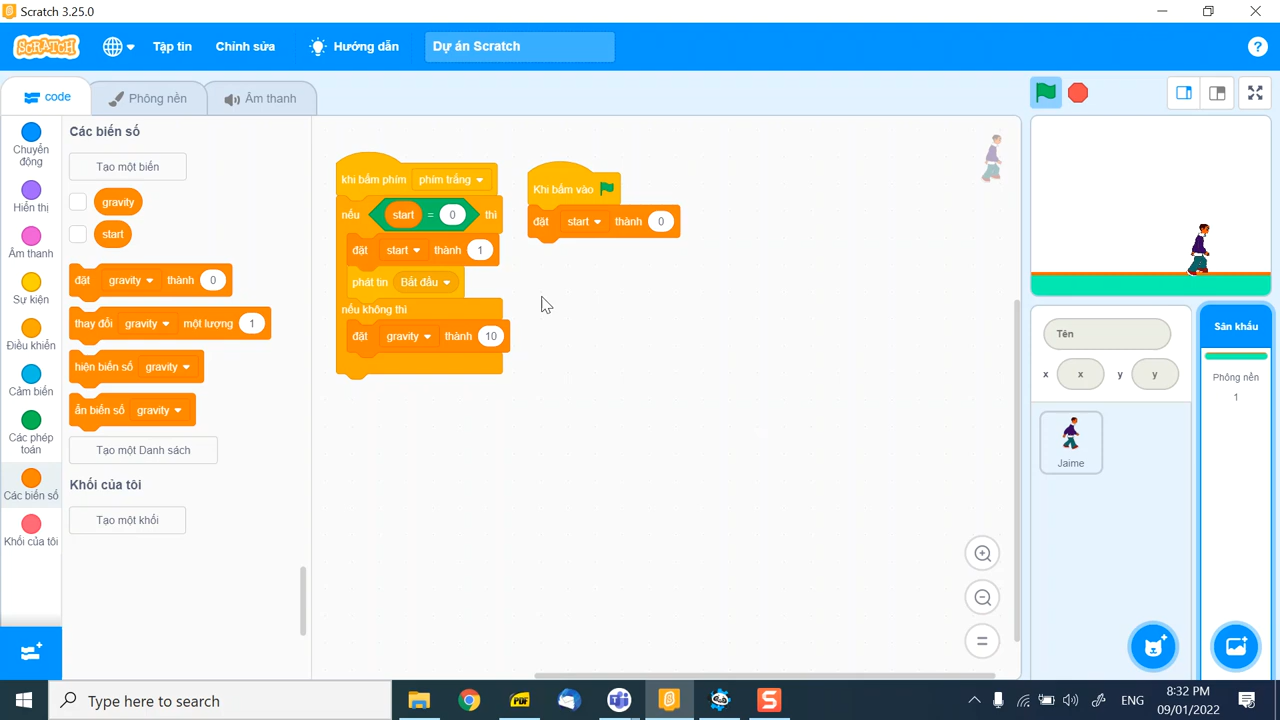 Scratch 3.25.0
SCRATCH
Tập tin
Chỉnh sửa
Hướng dẫn
Dự án Scratch
?
code
Phông nền
Âm thanh
Chuyển động
Hiển thị
Âm thanh
Sự kiện
Điều khiển
Cảm biến
Các phép toán
Các biến số
Khối của tôi
Các biến số
Tạo một biến
gravity
start
đặt gravity thành 0
thay đổi gravity một lượng 1
hiện biến số gravity
ẩn biến số gravity
Tạo một Danh sách
Khối của tôi
Tạo một khối
khi bấm phím phím trắng
nếu start = 0 thì
đặt start thành 1
phát tin Bắt đầu
nếu không thì
đặt gravity thành 10
Khi bấm vào
đặt start thành 0
Tên
x x y y
Jaime
Sân khấu
Phông nền
1
Type here to search
PDF
ENG
8:32 PM
09/01/2022